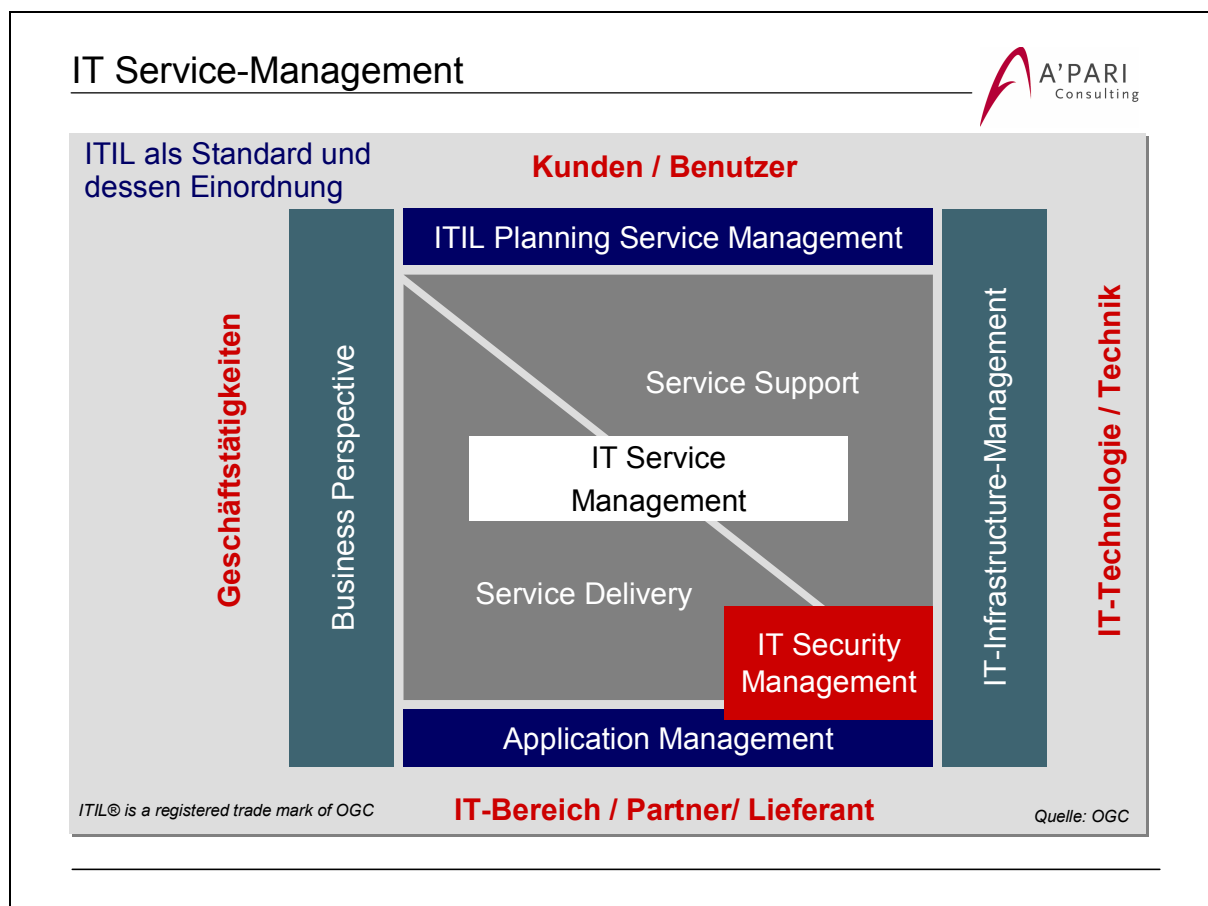 IT Service-Management
A'PARI
Consulting
ITIL als Standard und
dessen Einordnung
Kunden / Benutzer
ITIL Planning Service Management
Geschäftstätigkeiten
Business Perspective
Service Support
IT Service
Management
Service Delivery
IT Security
Management
IT-Infrastructure-Management
IT-Technologie / Technik
Application Management
ITIL® is a registered trade mark of OGC
IT-Bereich / Partner/ Lieferant
Quelle: OGC